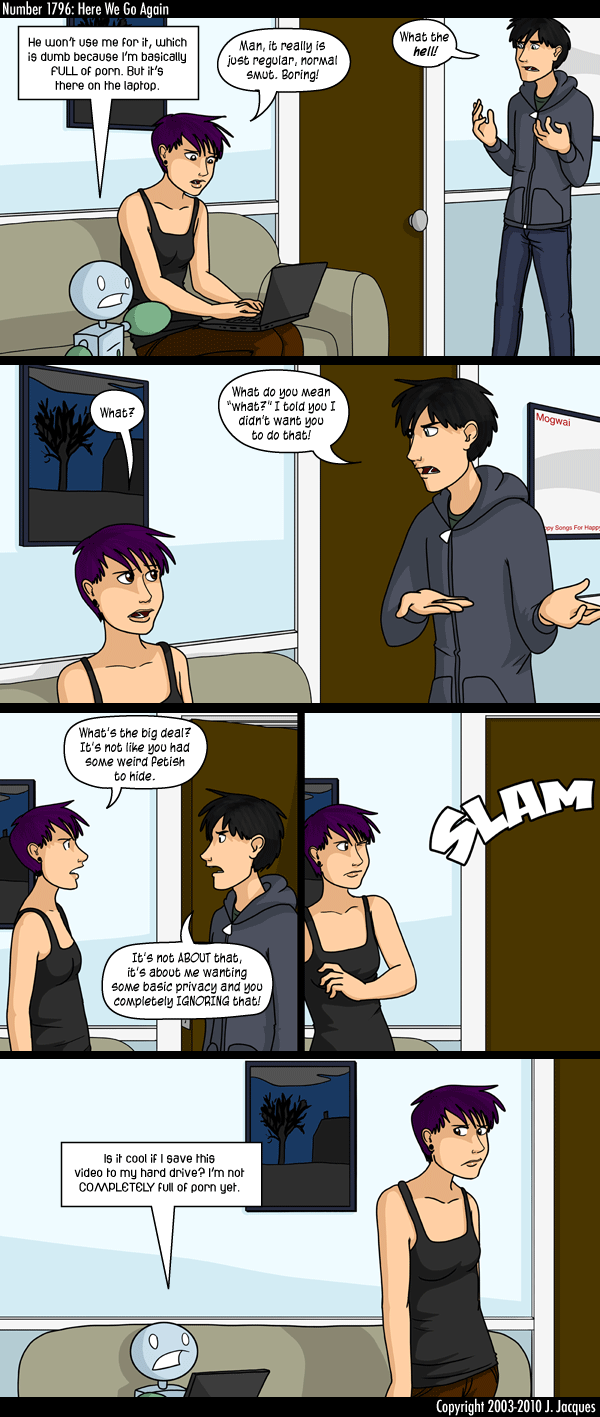 Number 1796: Here We Go Again
He won't use me for it, which
is dumb because I'm basically
FULL of porn. But it's
there on the laptop.
Man, it really is
just regular, normal
smut. Boring!
What the
hell!
What?
What do you mean
"what?" I told you I
didn't want you
to do that!
Mogwai
ppy Songs For Happy
What's the big deal?
It's not like you had
some weird fetish
to hide.
It's not ABOUT that,
it's about me wanting
some basic privacy and you
completely IGNORING that!
SLAM
Is it cool if I save this
video to my hard drive? I'm not
COMPLETELY full of porn yet.
Copyright 2003-2010 J. Jacques